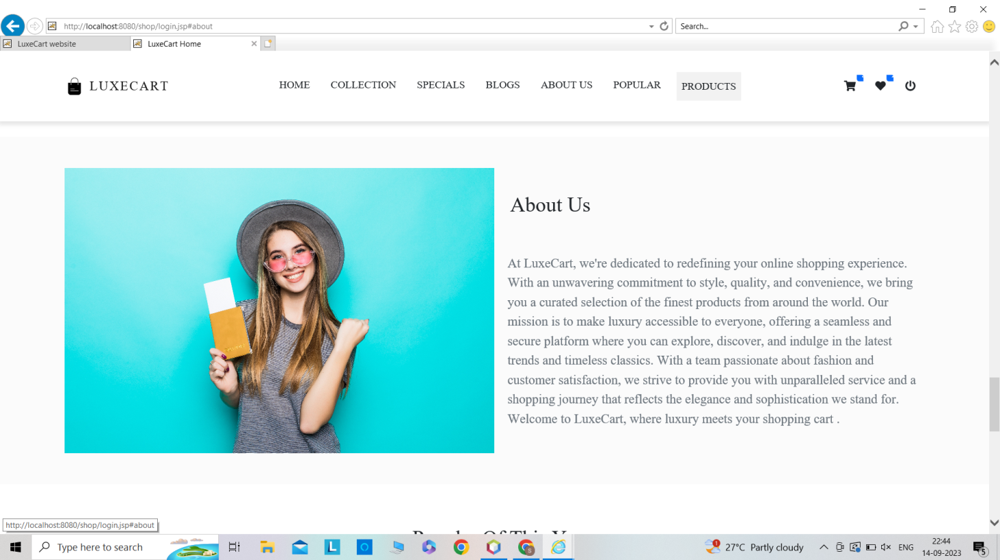 http://localhost:8080/shop/login.jsp#about
Search...
LuxeCart website
LuxeCart Home
LUXECART
HOME COLLECTION SPECIALS BLOGS ABOUT US POPULAR PRODUCTS
About Us
At LuxeCart, we're dedicated to redefining your online shopping experience.
With an unwavering commitment to style, quality, and convenience, we bring
you a curated selection of the finest products from around the world. Our
mission is to make luxury accessible to everyone, offering a seamless and
secure platform where you can explore, discover, and indulge in the latest
trends and timeless classics. With a team passionate about fashion and
customer satisfaction, we strive to provide you with unparalleled service and a
shopping journey that reflects the elegance and sophistication we stand for.
Welcome to LuxeCart, where luxury meets your shopping cart .
http://localhost:8080/shop/login.jsp#about
Type here to search
L
S
1
27°C Partly cloudy
ENG
22:44
14-09-2023
5